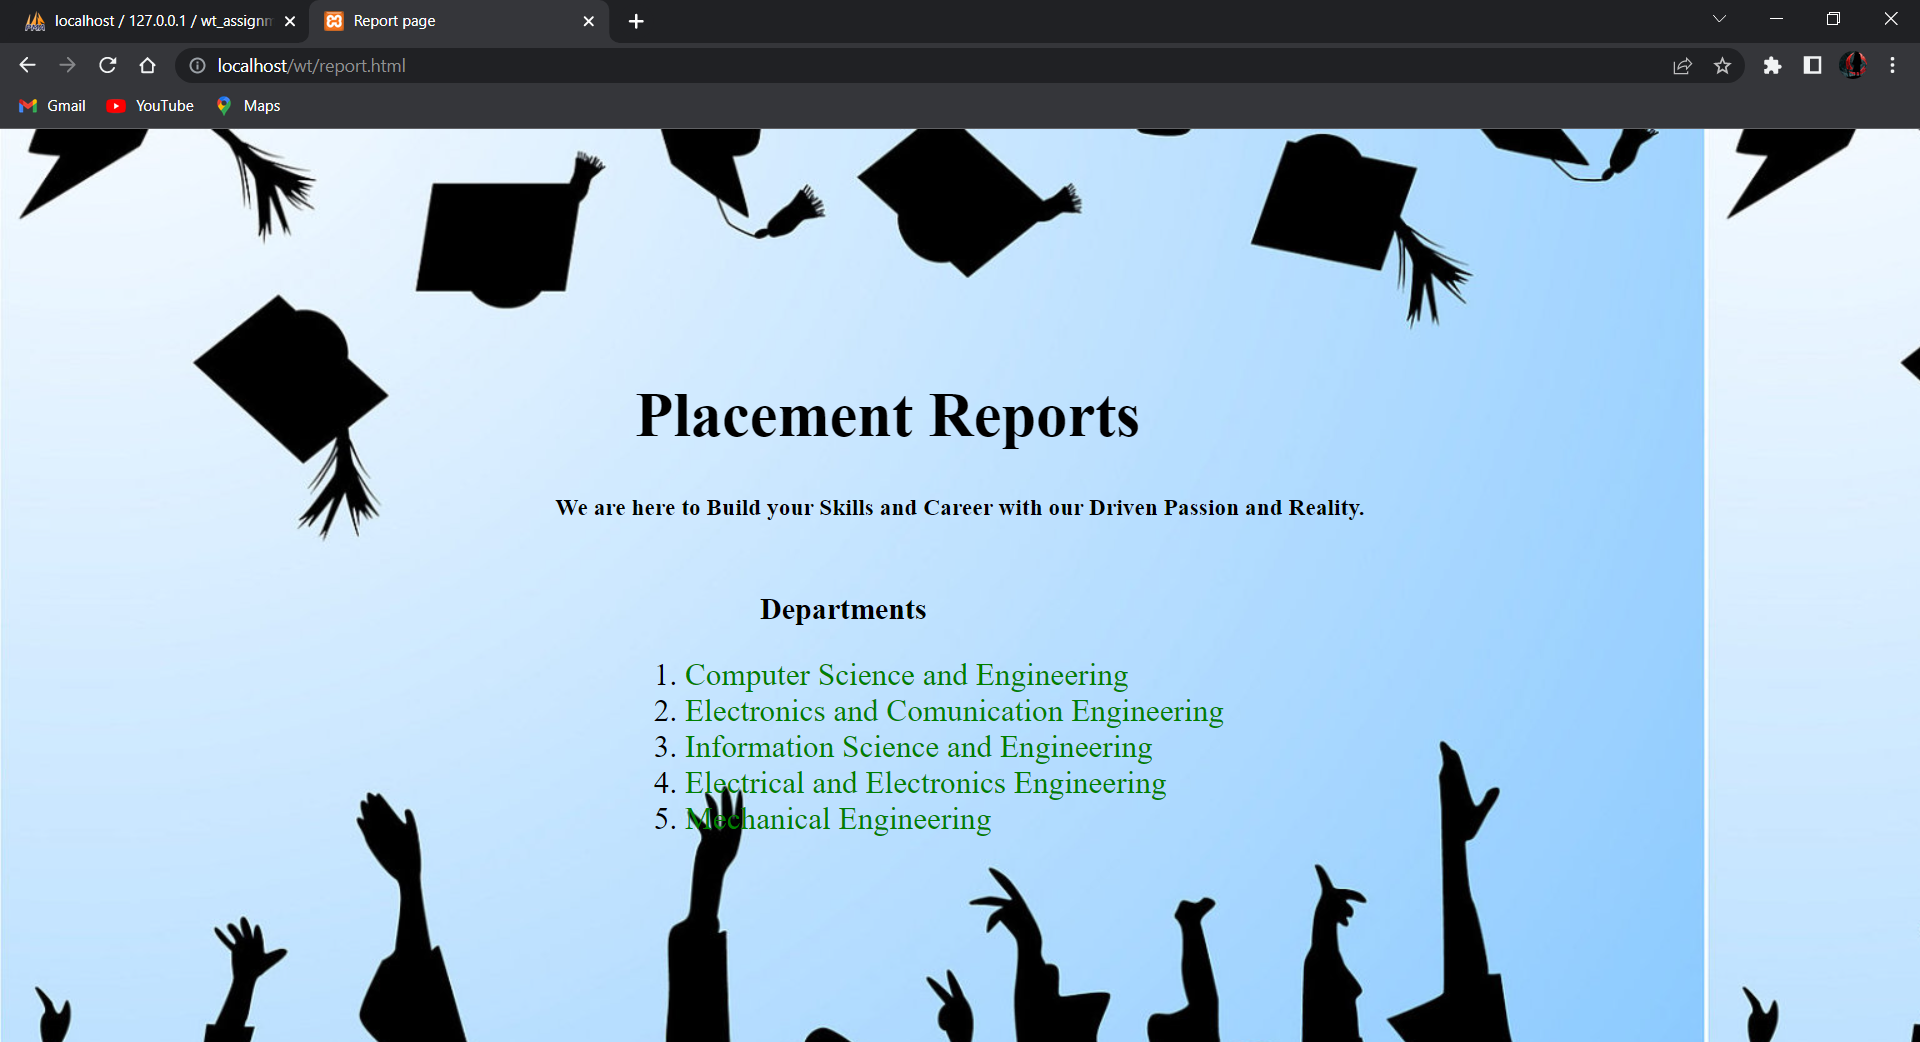 localhost / 127.0.0.1 / wt_assignm
Report page
localhost/wt/report.html
Gmail
YouTube
Maps
Placement Reports
We are here to Build your Skills and Career with our Driven Passion and Reality.
Departments
1. Computer Science and Engineering
2. Electronics and Comunication Engineering
3. Information Science and Engineering
4. Electrical and Electronics Engineering
5. Mechanical Engineering